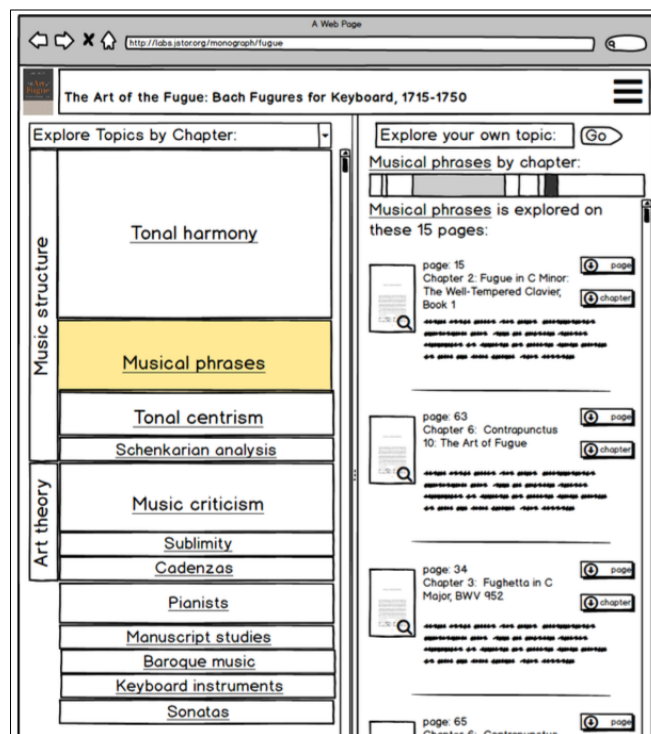 A Web Page
http://labs.jstor.org/monograph/fugue
The Art of the Fugue: Bach Fugures for Keyboard, 1715-1750
Explore Topics by Chapter:
Music structure
Tonal harmony
Musical phrases
Tonal centrism
Schenkarian analysis
Art theory
Music criticism
Sublimity
Cadenzas
Pianists
Manuscript studies
Baroque music
Keyboard instruments
Sonatas
Explore your own topic:
Go
Musical phrases by chapter:
Musical phrases is explored on
these 15 pages:
page: 15
Chapter 2: Fugue in C Minor:
The Well-Tempered Clavier,
Book 1
page
chapter
page: 63
Chapter 6: Contrapunctus
10: The Art of Fugue
page
chapter
page: 34
Chapter 3: Fughetta in C
Major, BWV 952
page
chapter
page: 65
Chapter 6: Contrapunctus
page